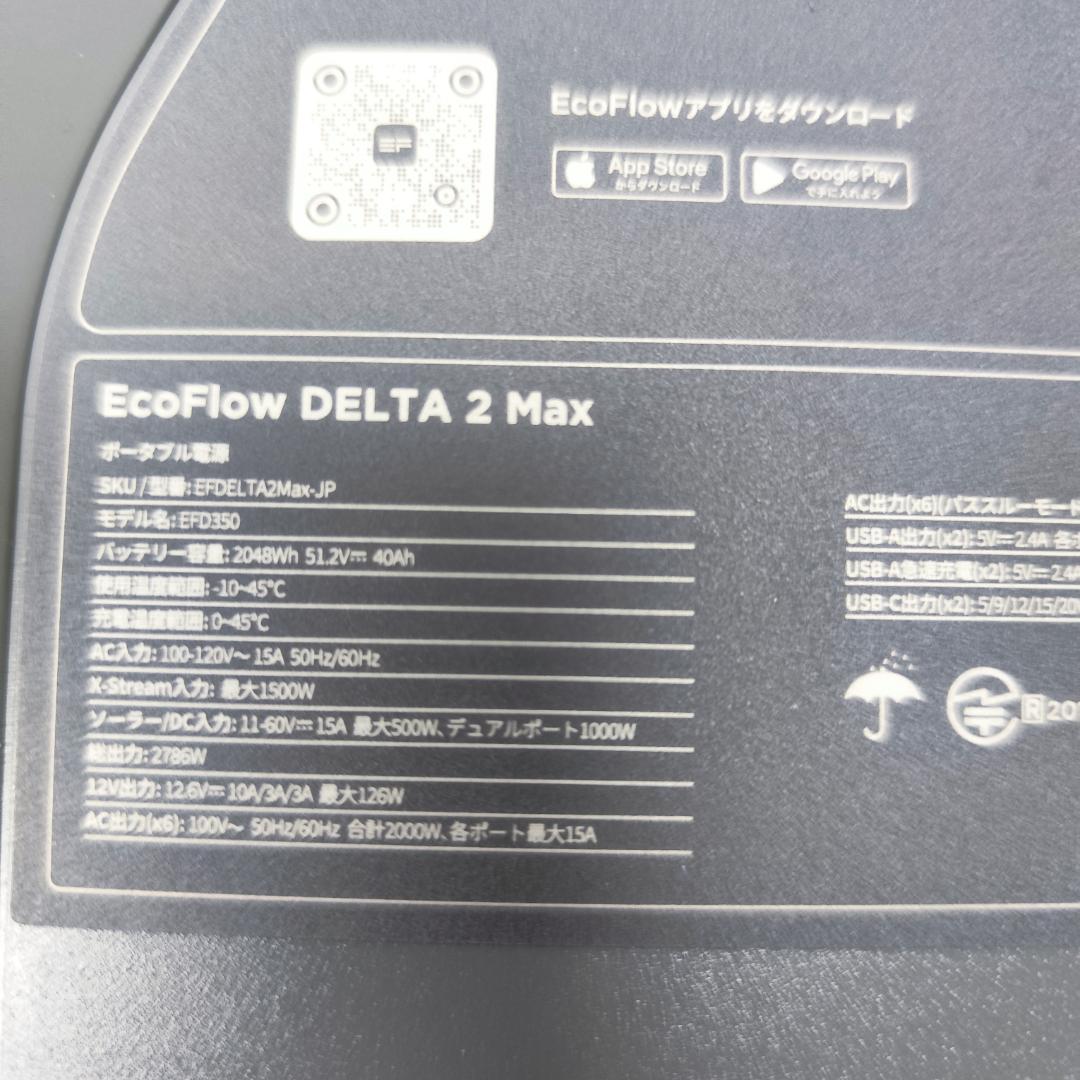 EF
EcoFlowアプリをダウンロード
App Store
からダウンロード
Google Play
で手に入れよう
EcoFlow DELTA 2 Max
ポータブル電源
SKU/型番: EFDELTA2Max-JP
モデル名: EFD350
バッテリー容量: 2048Wh 51.2V⎓ 40Ah
使用温度範囲: -10~45°C
充電温度範囲: 0~45°C
AC入力: 100-120V~ 15A 50Hz/60Hz
X-Stream入力: 最大1500W
ソーラー/DC入力: 11-60V⎓ 15A 最大500W、デュアルポート1000W
総出力: 2786W
12V出力: 12.6V⎓ 10A/3A/3A 最大126W
AC出力(x6): 100V~ 50Hz/60Hz 合計2000W、各ポート最大15A
AC出力(x6)(パススルーモード
USB-A出力(x2): 5V⎓ 2.4A 各
USB-A急速充電(x2): 5V⎓ 2.4A
USB-C出力(x2): 5/9/12/15/20V
R 201